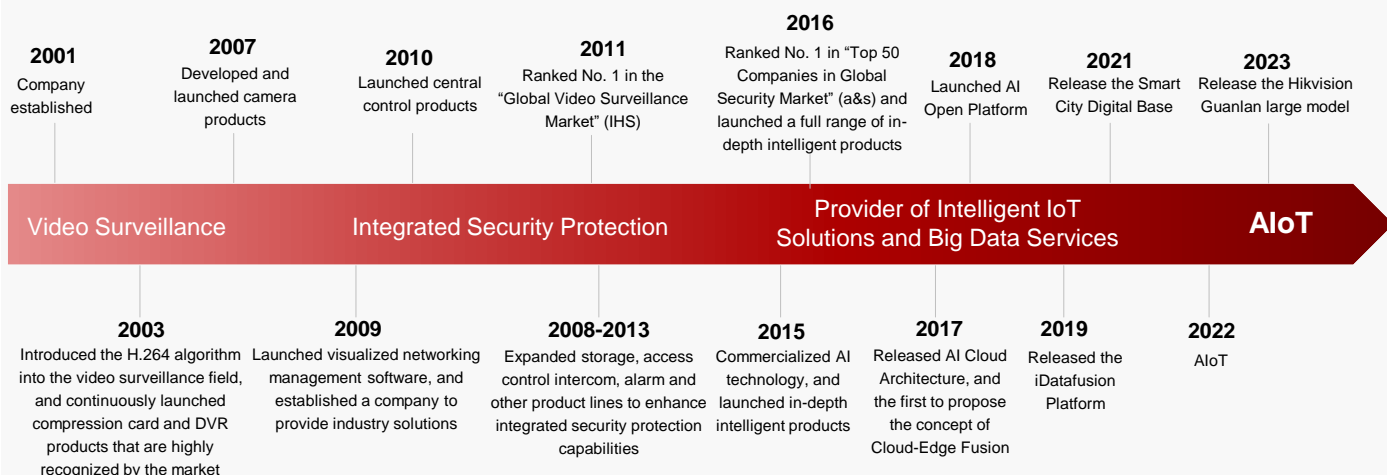 2001
Company
established
2007
Developed and
launched camera
products
2010
Launched central
control products
2011
Ranked No. 1 in the
“Global Video Surveillance
Market” (IHS)
2016
Ranked No. 1 in “Top 50
Companies in Global
Security Market” (a&s) and
launched a full range of in-
depth intelligent products
2018
Launched AI
Open Platform
2021
Release the Smart
City Digital Base
2023
Release the Hikvision
Guanlan large model
Video Surveillance
Integrated Security Protection
Provider of Intelligent IoT
Solutions and Big Data Services
AIoT
2003
Introduced the H.264 algorithm
into the video surveillance field,
and continuously launched
compression card and DVR
products that are highly
recognized by the market
2009
Launched visualized networking
management software, and
established a company to
provide industry solutions
2008-2013
Expanded storage, access
control intercom, alarm and
other product lines to enhance
integrated security protection
capabilities
2015
Commercialized AI
technology, and
launched in-depth
intelligent products
2017
Released AI Cloud
Architecture, and
the first to propose
the concept of
Cloud-Edge Fusion
2019
Released the
iDatafusion
Platform
2022
AIoT